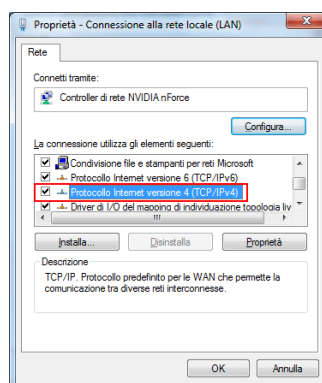 Proprietà - Connessione alla rete locale (LAN)
Rete
Connetti tramite:
Controller di rete NVIDIA nForce
Configura...
La connessione utilizza gli elementi seguenti:
Condivisione file e stampanti per reti Microsoft
Protocollo Internet versione 6 (TCP/IPv6)
Protocollo Internet versione 4 (TCP/IPv4)
Driver di I/O del mapping di individuazione topologia liv
Installa...
Disinstalla
Proprietà
Descrizione
TCP/IP. Protocollo predefinito per le WAN che permette la
comunicazione tra diverse reti interconnesse.
OK
Annulla